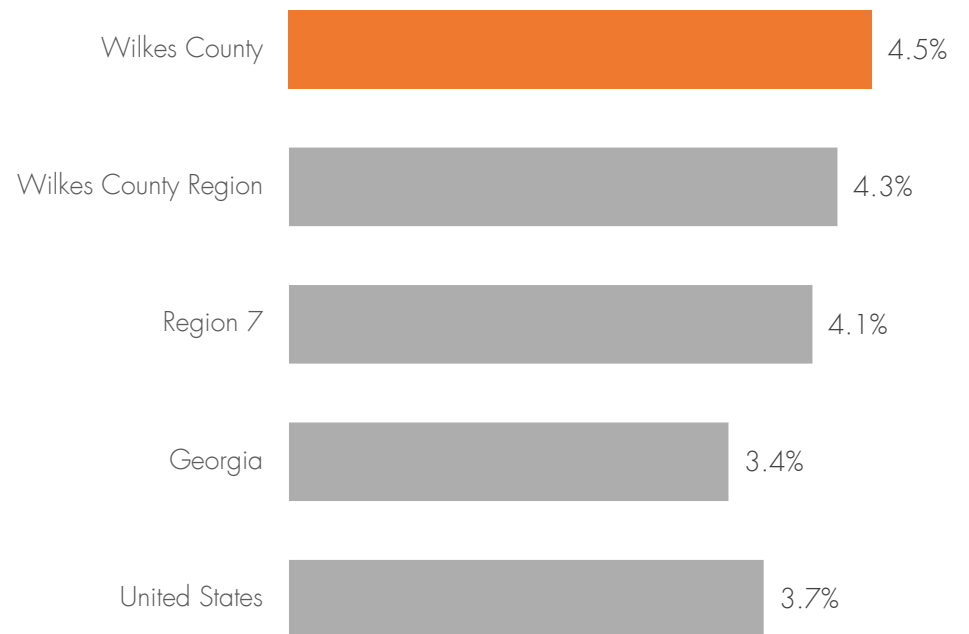 Wilkes County 4.5%
Wilkes County Region 4.3%
Region 7 4.1%
Georgia 3.4%
United States 3.7%